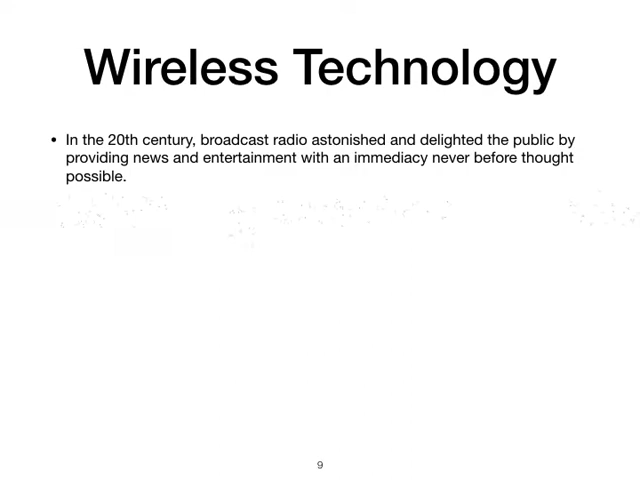 Wireless Technology
• In the 20th century, broadcast radio astonished and delighted the public by
providing news and entertainment with an immediacy never before thought
possible.
9